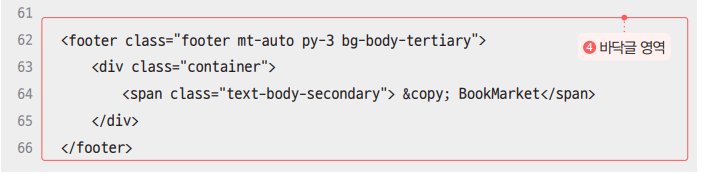 61
62 <footer class="footer mt-auto py-3 bg-body-tertiary">
❹ 바닥글 영역
63 <div class="container">
64 <span class="text-body-secondary"> &copy; BookMarket</span>
65 </div>
66 </footer>